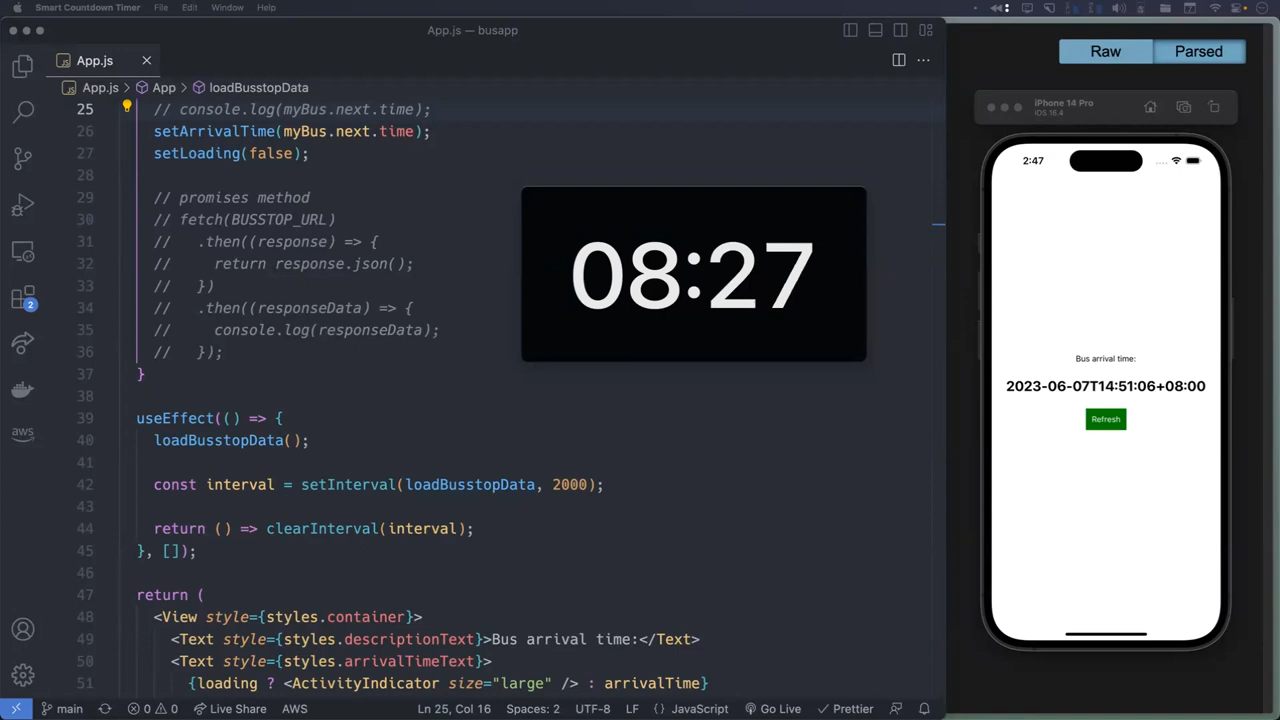 Smart Countdown Timer File Edit Window Help
App.js — busapp
App.js
App.js > App > loadBusstopData
25 // console.log(myBus.next.time);
26 setArrivalTime(myBus.next.time);
27 setLoading(false);
28
29 // promises method
30 // fetch(BUSSTOP_URL)
31 //   .then((response) => {
32 //     return response.json();
33 //   })
34 //   .then((responseData) => {
35 //     console.log(responseData);
36 //   });
37 }
38
39 useEffect(() => {
40   loadBusstopData();
41
42   const interval = setInterval(loadBusstopData, 2000);
43
44   return () => clearInterval(interval);
45 }, []);
46
47 return (
48   <View style={styles.container}>
49     <Text style={styles.descriptionText}>Bus arrival time:</Text>
50     <Text style={styles.arrivalTimeText}>
51       {loading ? <ActivityIndicator size="large" /> : arrivalTime}
2
aws
08:27
main 0 0 Live Share AWS Ln 25, Col 16 Spaces: 2 UTF-8 LF {} JavaScript Go Live Prettier
Raw Parsed
iPhone 14 Pro
iOS 16.4
2:47
Bus arrival time:
2023-06-07T14:51:06+08:00
Refresh